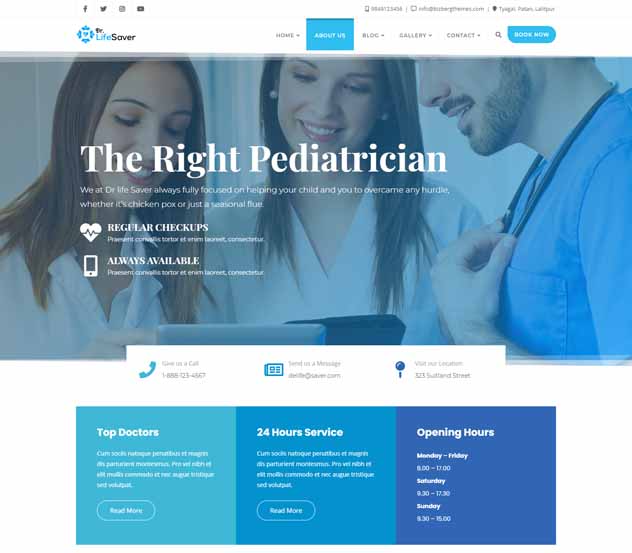 9849123456 | info@bizbergthemes.com | Tyagal, Patan, Lalitpur
Dr.
LifeSaver
HOME
ABOUT US
BLOG
GALLERY
CONTACT
BOOK NOW
The Right Pediatrician
We at Dr life Saver always fully focused on helping your child and you to overcame any hurdle,
whether it's chicken pox or just a seasonal flue.
REGULAR CHECKUPS
Praesent convallis tortor et enim laoreet, consectetur.
ALWAYS AVAILABLE
Praesent convallis tortor et enim laoreet, consectetur.
Give us a Call
1-888-123-4567
Send us a Message
delife@saver.com
Visit our Location
323 Suitland Street
Top Doctors
Cum sociis natoque penatibus et magnis
dis parturient montesmus. Pro vel nibh et
elit mollis commodo et nec augue tristique
sed volutpat.
Read More
24 Hours Service
Cum sociis natoque penatibus et magnis
dis parturient montesmus. Pro vel nibh et
elit mollis commodo et nec augue tristique
sed volutpat.
Read More
Opening Hours
Monday – Friday
8.00 – 17.00
Saturday
9.30 – 17.30
Sunday
9.30 – 15.00